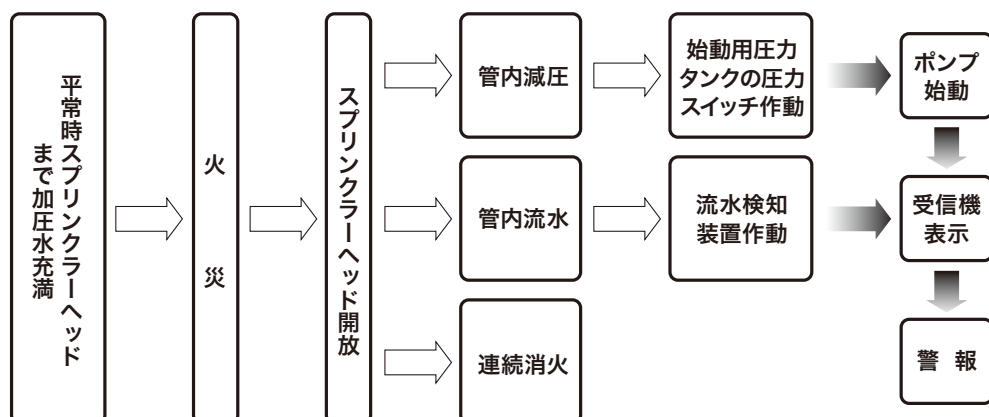 平常時スプリンクラーヘッド
まで加圧水充満
火災
スプリンクラーヘッド開放
管内減圧
始動用圧力
タンクの圧力
スイッチ作動
ポンプ
始動
管内流水
流水検知
装置作動
受信機
表示
連続消火
警報